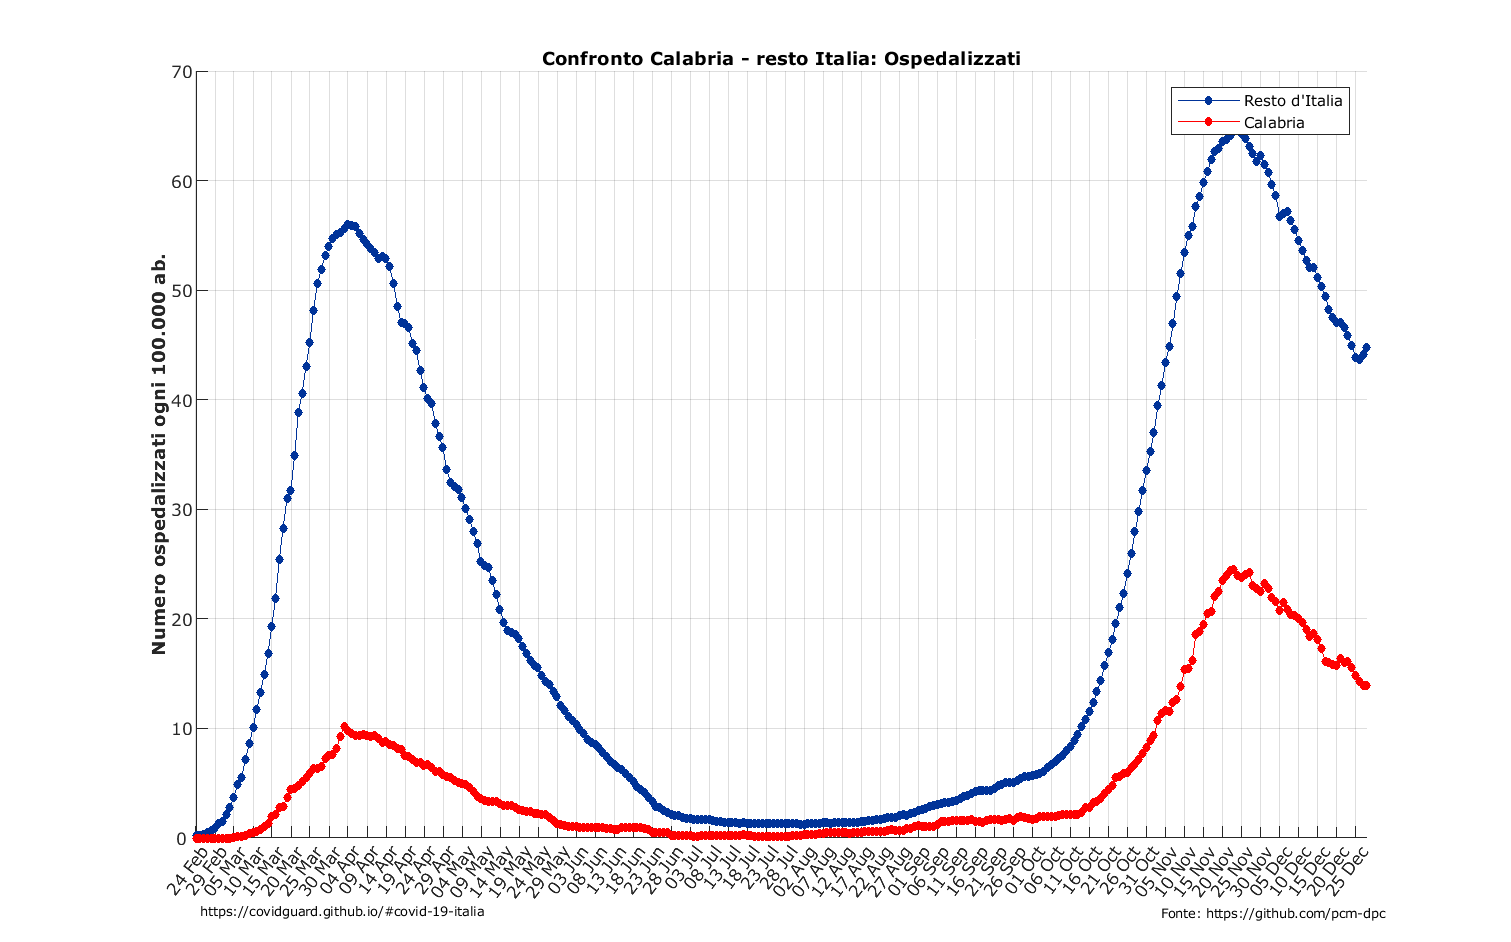 Confronto Calabria - resto Italia: Ospedalizzati
Numero ospedalizzati ogni 100.000 ab.
70
60
50
40
30
20
10
0
Resto d'Italia
Calabria
24 Feb
29 Feb
05 Mar
10 Mar
15 Mar
20 Mar
25 Mar
30 Mar
04 Apr
09 Apr
14 Apr
19 Apr
24 Apr
29 Apr
04 May
09 May
14 May
19 May
24 May
29 May
03 Jun
08 Jun
13 Jun
18 Jun
23 Jun
28 Jun
03 Jul
08 Jul
13 Jul
18 Jul
23 Jul
28 Jul
02 Aug
07 Aug
12 Aug
17 Aug
22 Aug
27 Aug
01 Sep
06 Sep
11 Sep
16 Sep
21 Sep
26 Sep
01 Oct
06 Oct
11 Oct
16 Oct
21 Oct
26 Oct
31 Oct
05 Nov
10 Nov
15 Nov
20 Nov
25 Nov
30 Nov
05 Dec
10 Dec
15 Dec
20 Dec
25 Dec
https://covidguard.github.io/#covid-19-italia
Fonte: https://github.com/pcm-dpc